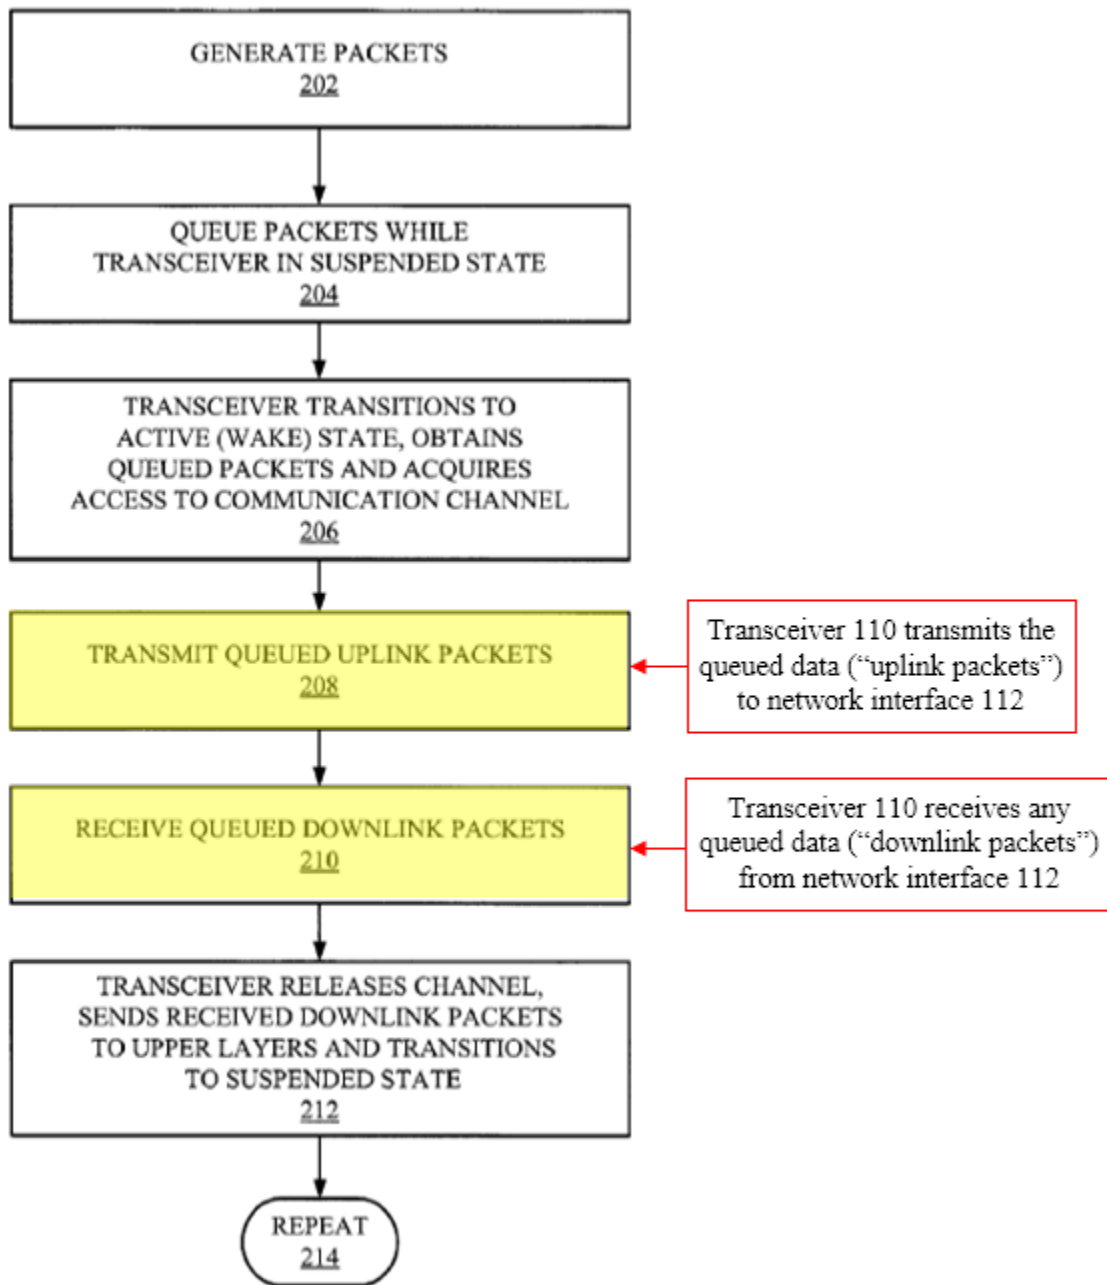 GENERATE PACKETS
202
QUEUE PACKETS WHILE
TRANSCEIVER IN SUSPENDED STATE
204
TRANSCEIVER TRANSITIONS TO
ACTIVE (WAKE) STATE, OBTAINS
QUEUED PACKETS AND ACQUIRES
ACCESS TO COMMUNICATION CHANNEL
206
TRANSMIT QUEUED UPLINK PACKETS
208
Transceiver 110 transmits the
queued data (“uplink packets”)
to network interface 112
RECEIVE QUEUED DOWNLINK PACKETS
210
Transceiver 110 receives any
queued data (“downlink packets”)
from network interface 112
TRANSCEIVER RELEASES CHANNEL,
SENDS RECEIVED DOWNLINK PACKETS
TO UPPER LAYERS AND TRANSITIONS
TO SUSPENDED STATE
212
REPEAT
214